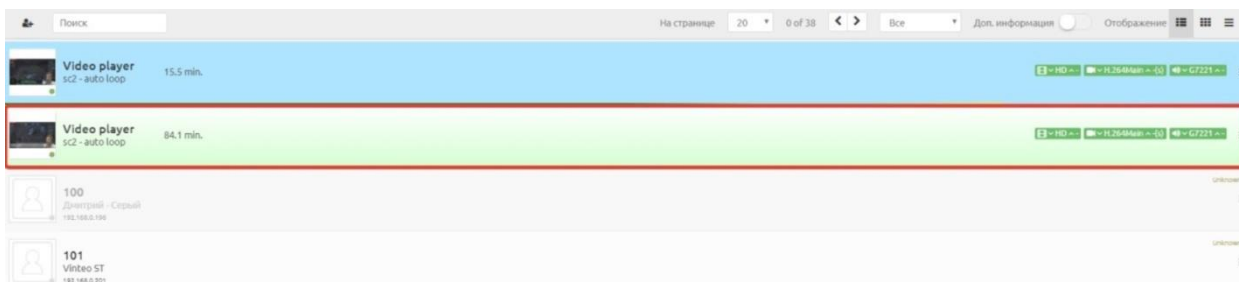 Поиск
На странице 20 0 of 38 Все Доп. информация Отображение
Video player
sc2 - auto loop
15.5 min.
HD H.264Main -(s) G7221
Video player
sc2 - auto loop
84.1 min.
HD H.264Main -(s) G7221
100
Дмитрий - Серый
Unknow
101
Vinteo ST
Unknow